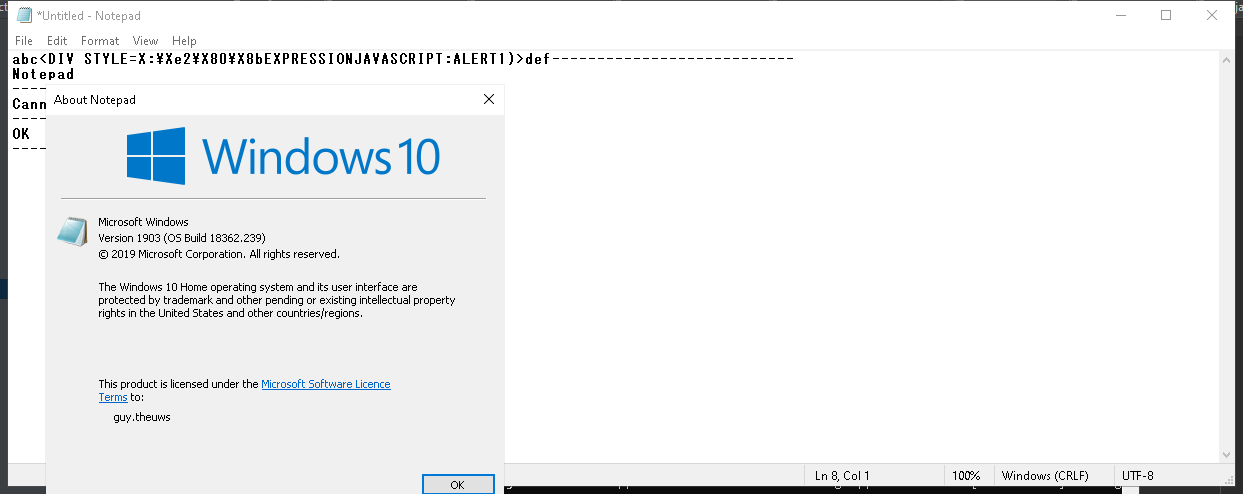 *Untitled - Notepad
File Edit Format View Help
abc<DIV STYLE=X:¥Xe2¥X80¥X8bEXPRESSIONJAVASCRIPT:ALERT1)>def---------------------------
Notepad
----
Cann
----
OK
----
About Notepad
Windows 10
Microsoft Windows
Version 1903 (OS Build 18362.239)
© 2019 Microsoft Corporation. All rights reserved.
The Windows 10 Home operating system and its user interface are
protected by trademark and other pending or existing intellectual property
rights in the United States and other countries/regions.
This product is licensed under the Microsoft Software Licence
Terms to:
guy.theuws
OK
Ln 8, Col 1 100% Windows (CRLF) UTF-8